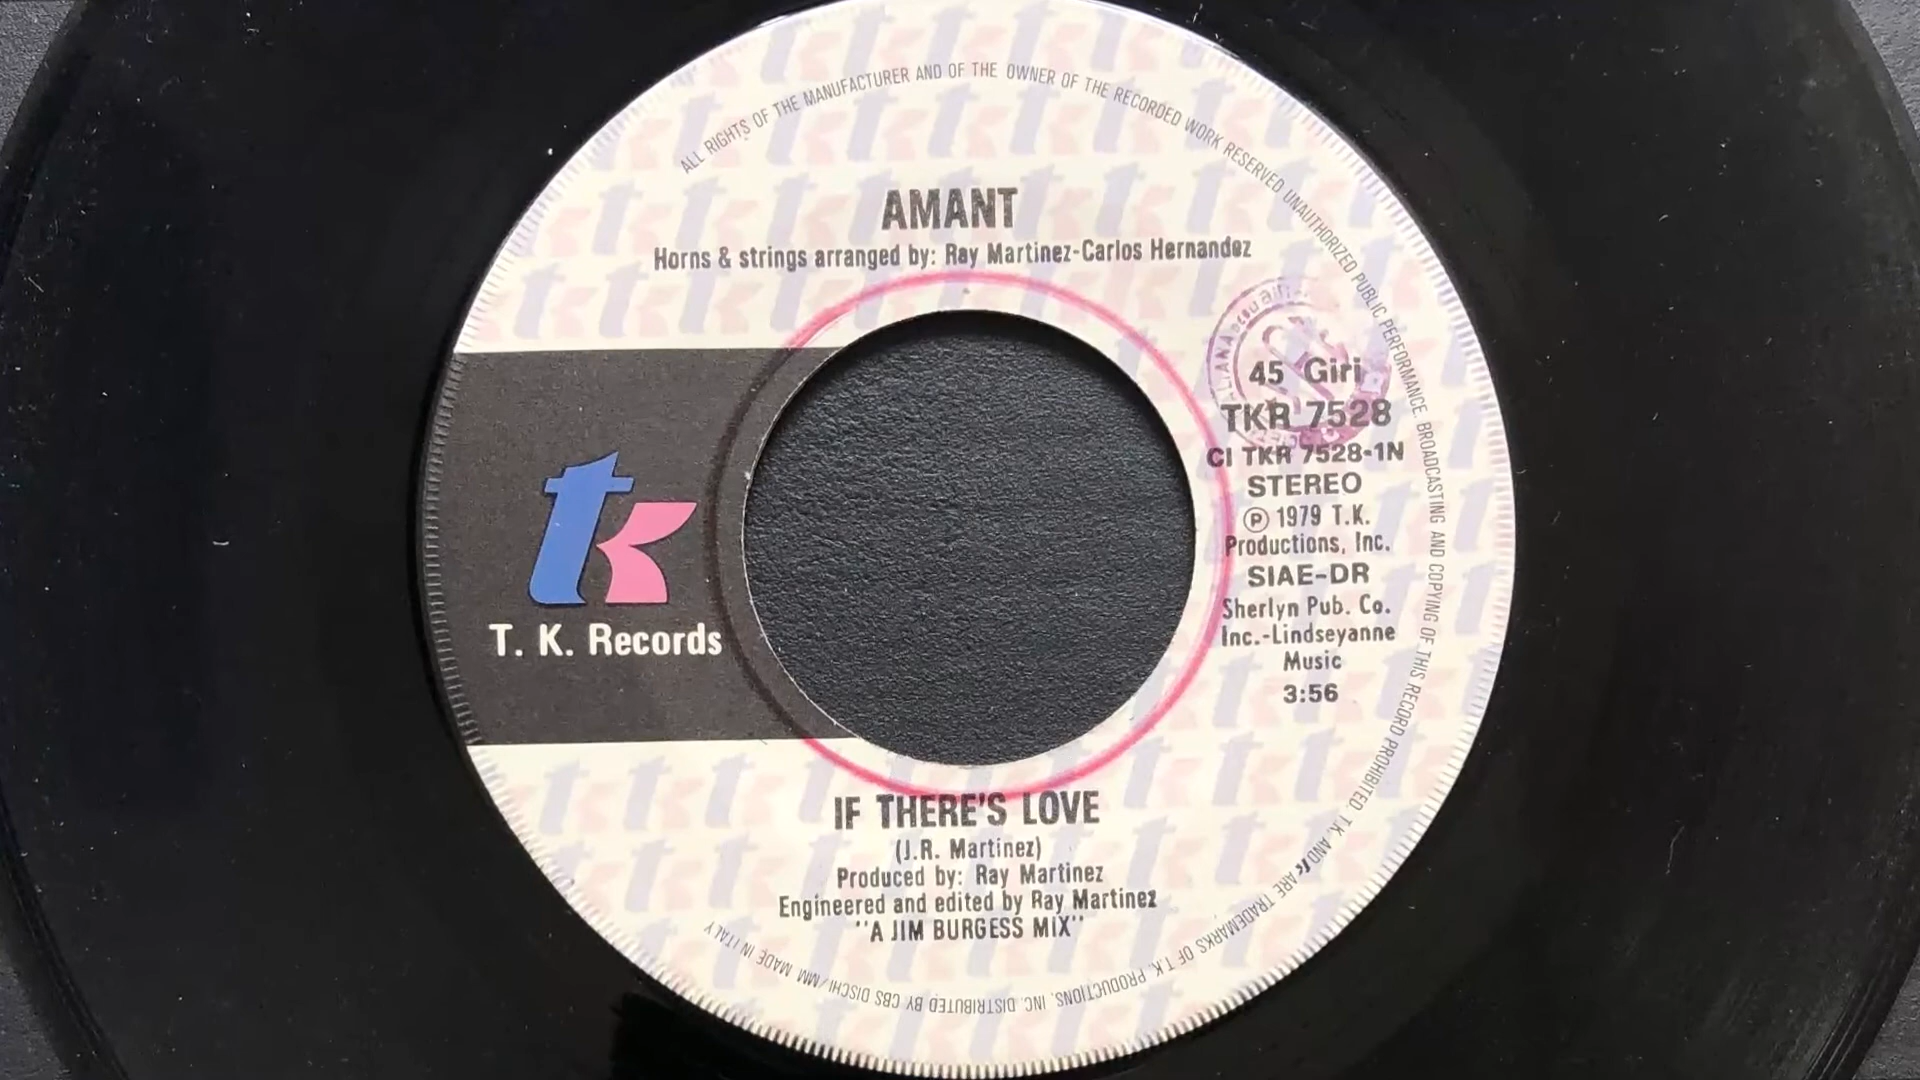 ALL RIGHTS OF THE MANUFACTURER AND OF THE OWNER OF THE RECORDED WORK RESERVED UNAUTHORIZED PUBLIC PERFORMANCE. BROADCASTING AND COPYING OF THIS RECORD PROHIBITED. T.K. AND tk ARE TRADEMARKS OF T.K. PRODUCTIONS, INC. DISTRIBUTED BY CBS DISCHI/MM MADE IN ITALY
AMANT
Horns & strings arranged by: Ray Martinez-Carlos Hernandez
tk
T. K. Records
45 Giri
TKR 7528
CI TKR 7528-1N
STEREO
Ⓟ 1979 T.K.
Productions, Inc.
SIAE-DR
Sherlyn Pub. Co.
Inc.-Lindseyanne
Music
3:56
IF THERE'S LOVE
(J.R. Martinez)
Produced by: Ray Martinez
Engineered and edited by Ray Martinez
"A JIM BURGESS MIX"